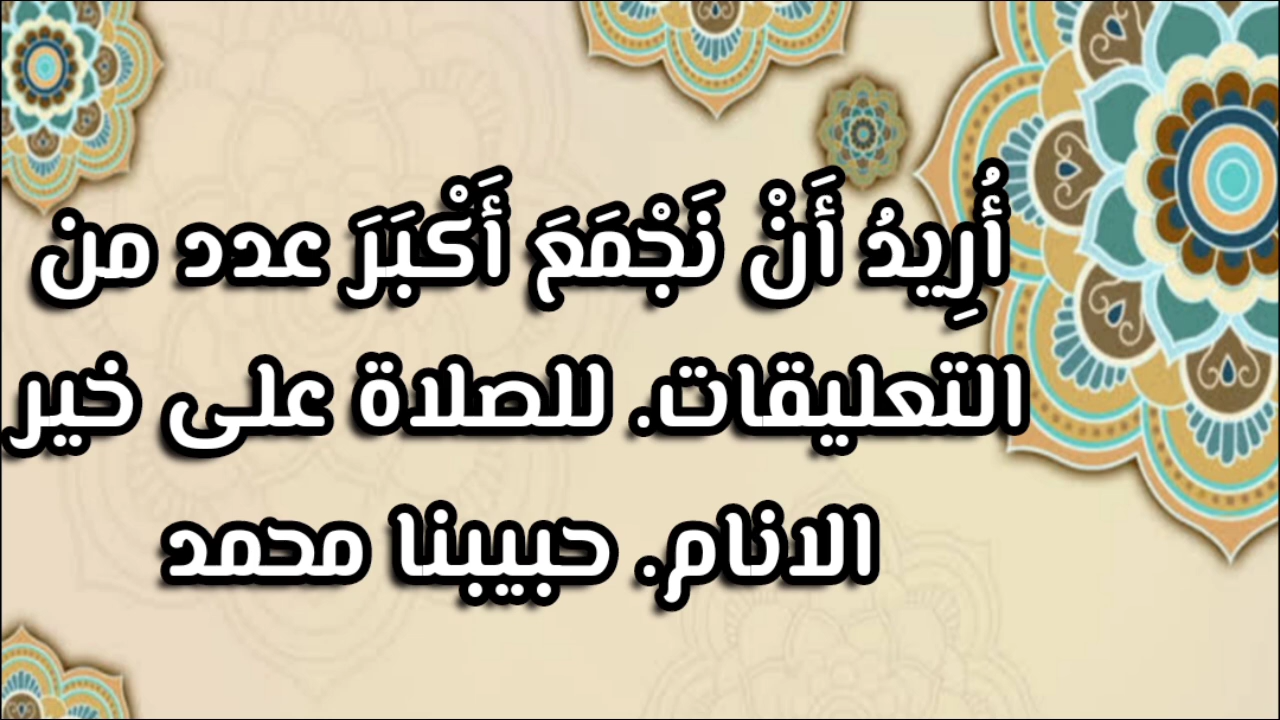 أُرِيدُ أَنْ نَجْمَعَ أَكْبَرَ عدد من
التعليقات. للصلاة على خير
الانام. حبيبنا محمد